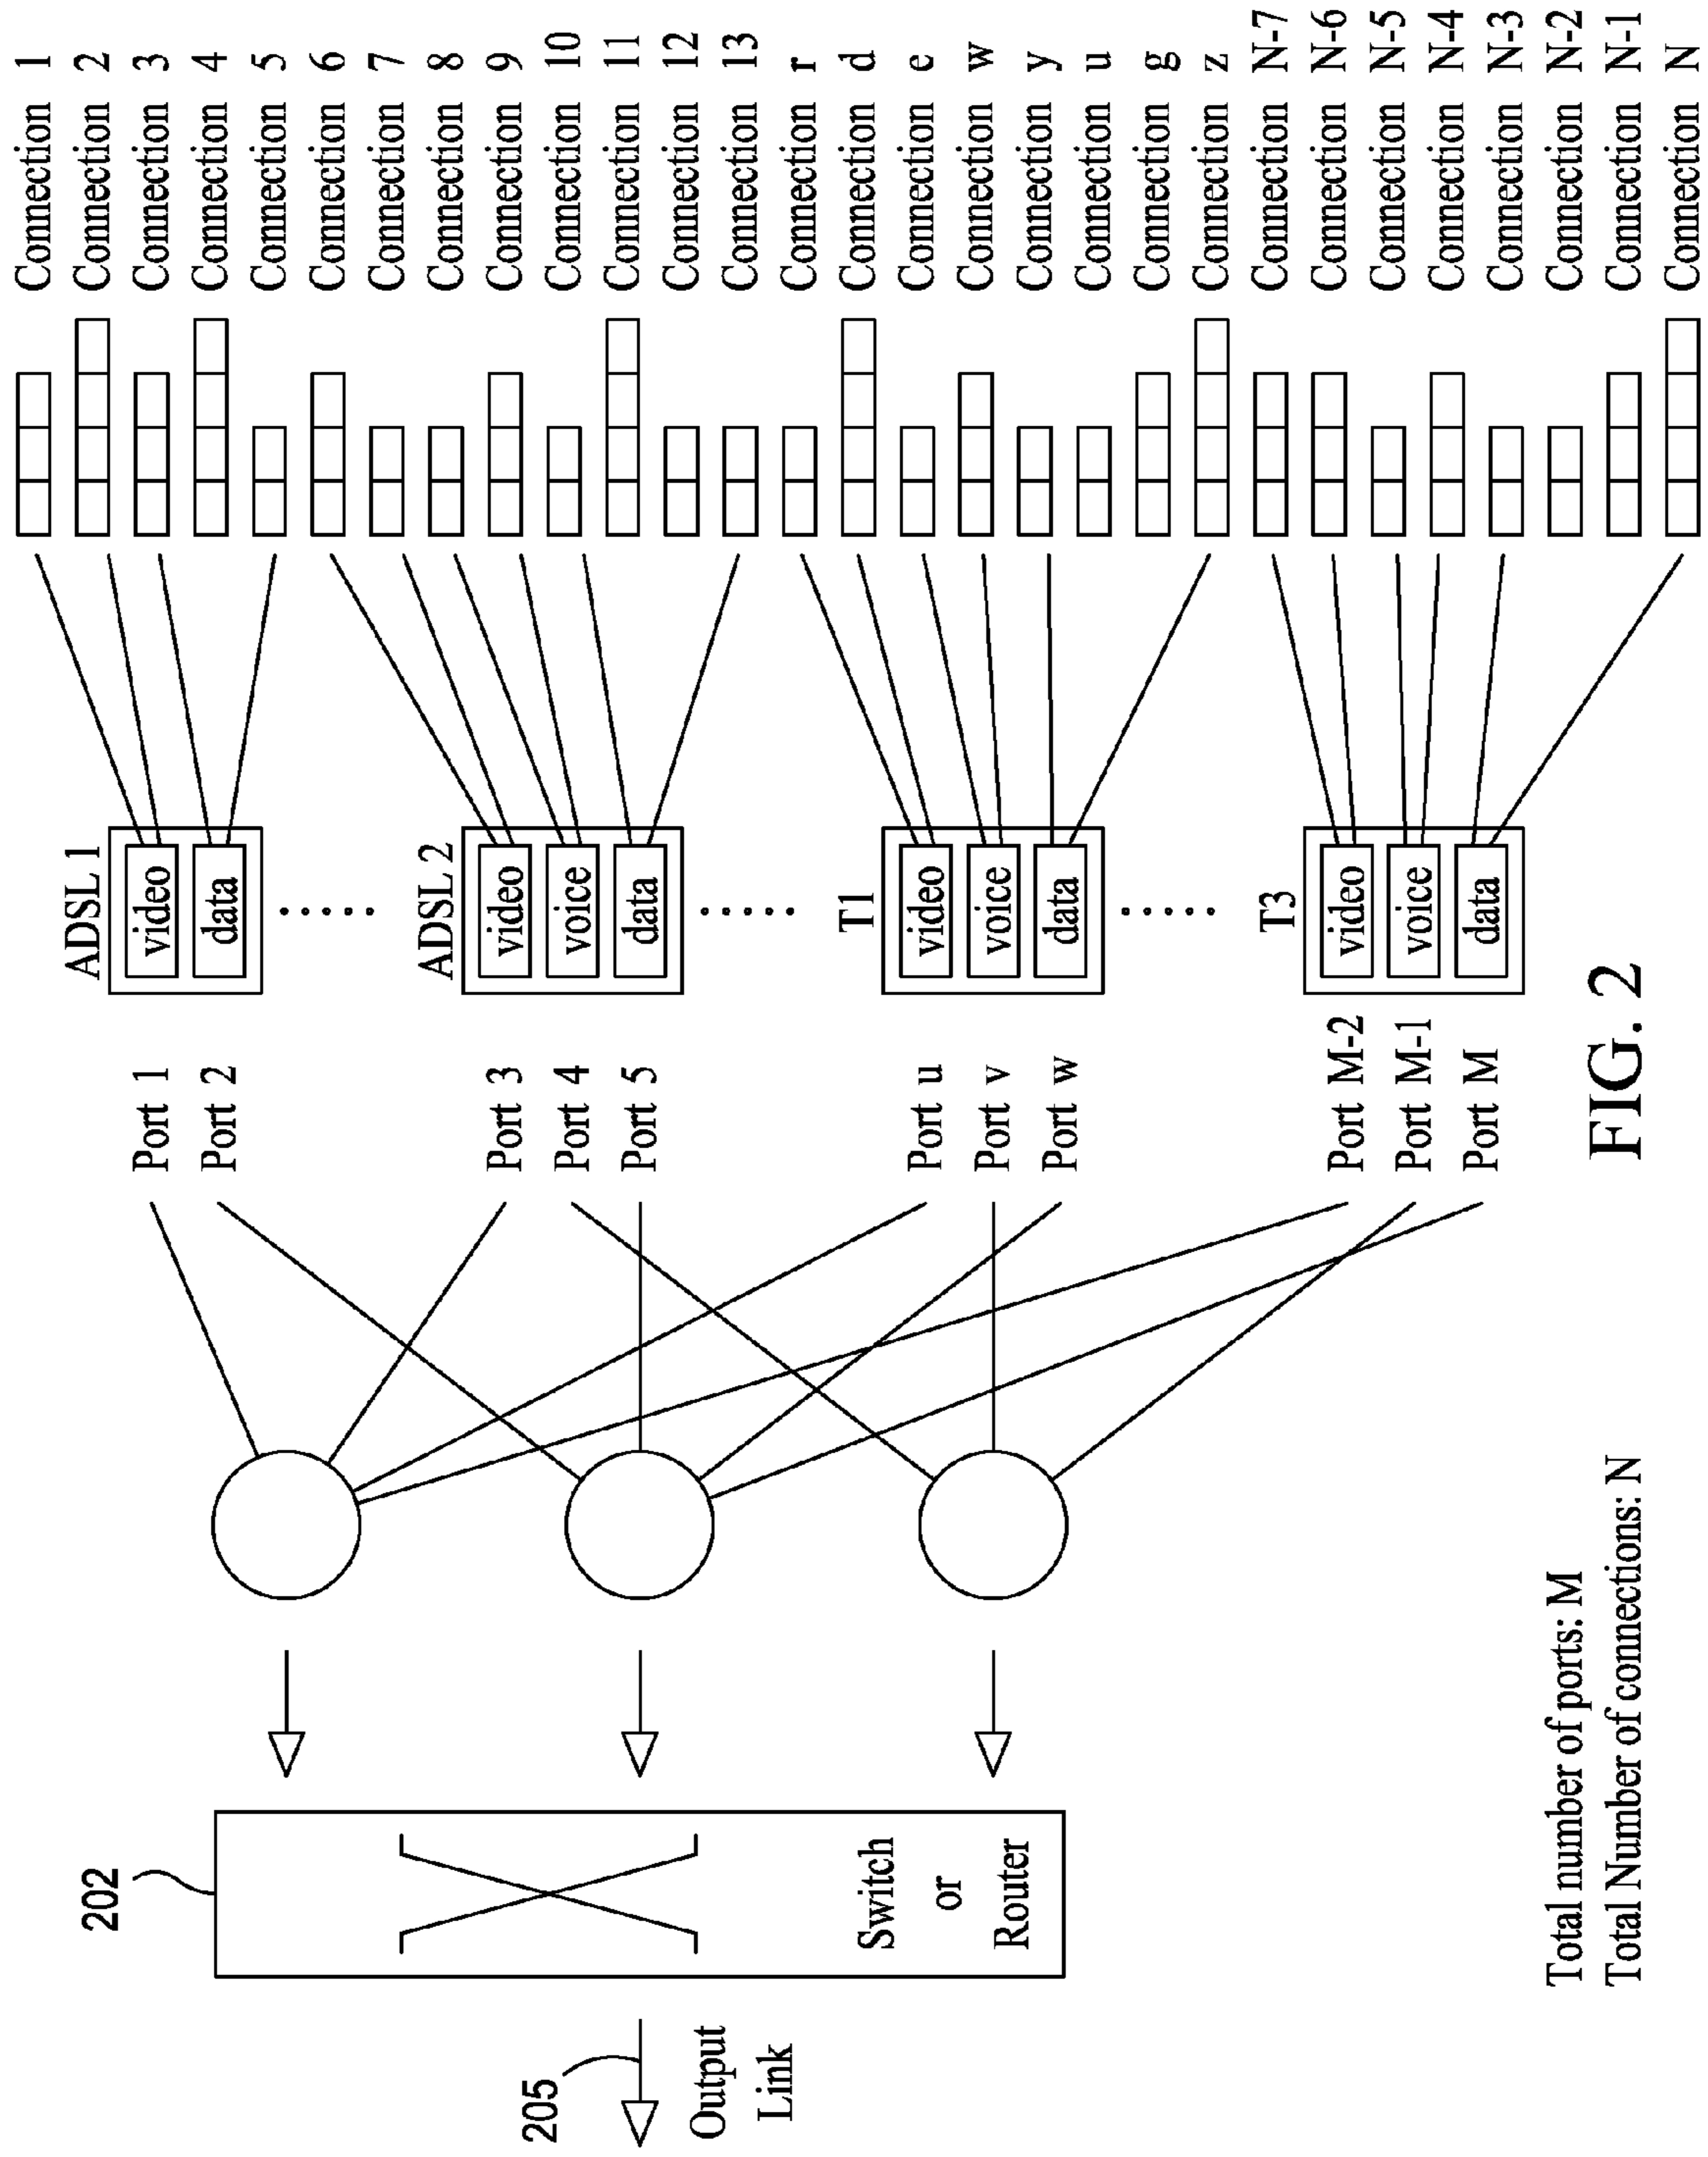 202
205
Output
Link
Switch
or
Router
Port 1
Port 2
Port 3
Port 4
Port 5
Port u
Port v
Port w
Port M-2
Port M-1
Port M
ADSL 1
video
data
ADSL 2
video
voice
data
T1
video
voice
data
T3
video
voice
data
Connection 1
Connection 2
Connection 3
Connection 4
Connection 5
Connection 6
Connection 7
Connection 8
Connection 9
Connection 10
Connection 11
Connection 12
Connection 13
Connection r
Connection d
Connection e
Connection w
Connection y
Connection u
Connection g
Connection z
Connection N-7
Connection N-6
Connection N-5
Connection N-4
Connection N-3
Connection N-2
Connection N-1
Connection N
Total number of ports: M
Total Number of connections: N
FIG. 2